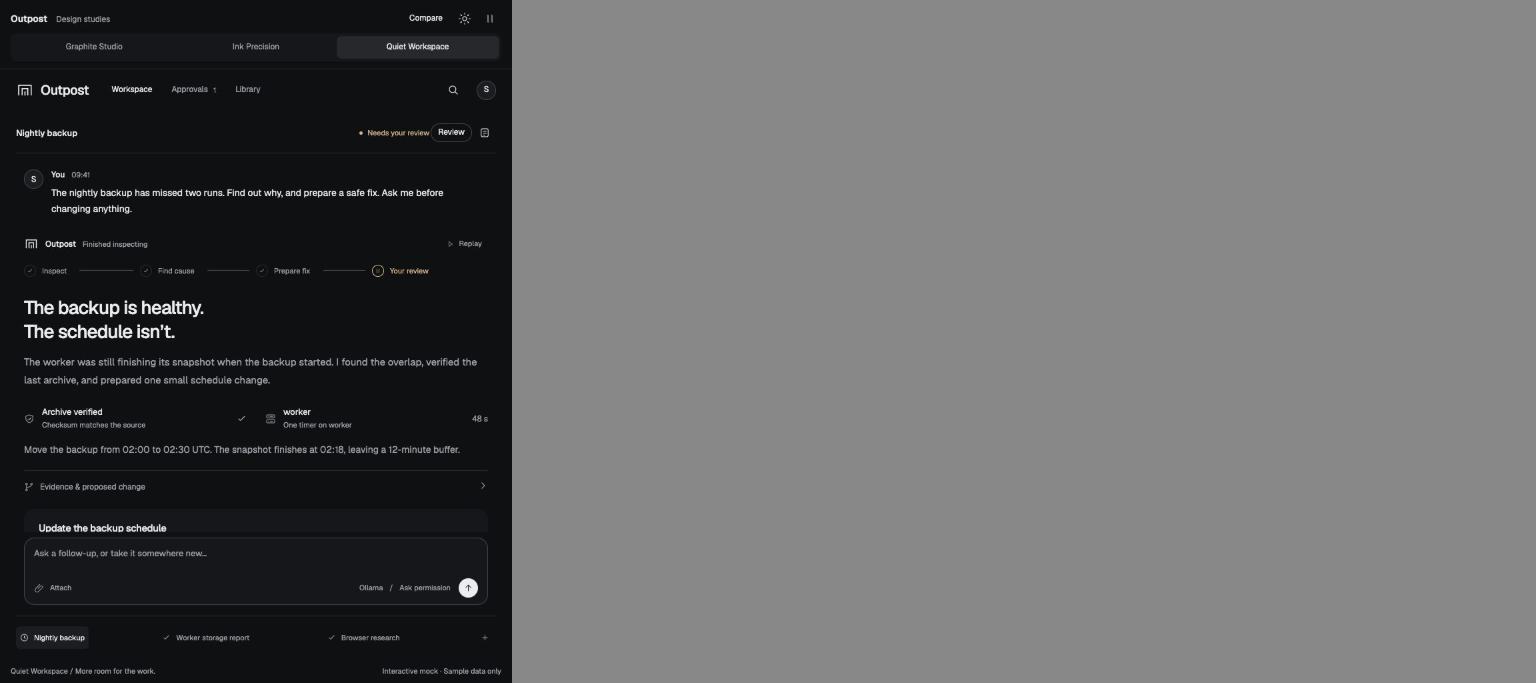 Outpost Design studies Compare
Graphite Studio Ink Precision Quiet Workspace
Outpost Workspace Approvals 1 Library S
Nightly backup Needs your review Review
S You 09:41
The nightly backup has missed two runs. Find out why, and prepare a safe fix. Ask me before
changing anything.
Outpost Finished inspecting Replay
Inspect Find cause Prepare fix Your review
The backup is healthy.
The schedule isn't.
The worker was still finishing its snapshot when the backup started. I found the overlap, verified the
last archive, and prepared one small schedule change.
Archive verified worker
Checksum matches the source One timer on worker 48 s
Move the backup from 02:00 to 02:30 UTC. The snapshot finishes at 02:18, leaving a 12-minute buffer.
Evidence & proposed change
Update the backup schedule
Ask a follow-up, or take it somewhere new...
Attach Ollama / Ask permission
Nightly backup Worker storage report Browser research +
Quiet Workspace / More room for the work. Interactive mock · Sample data only